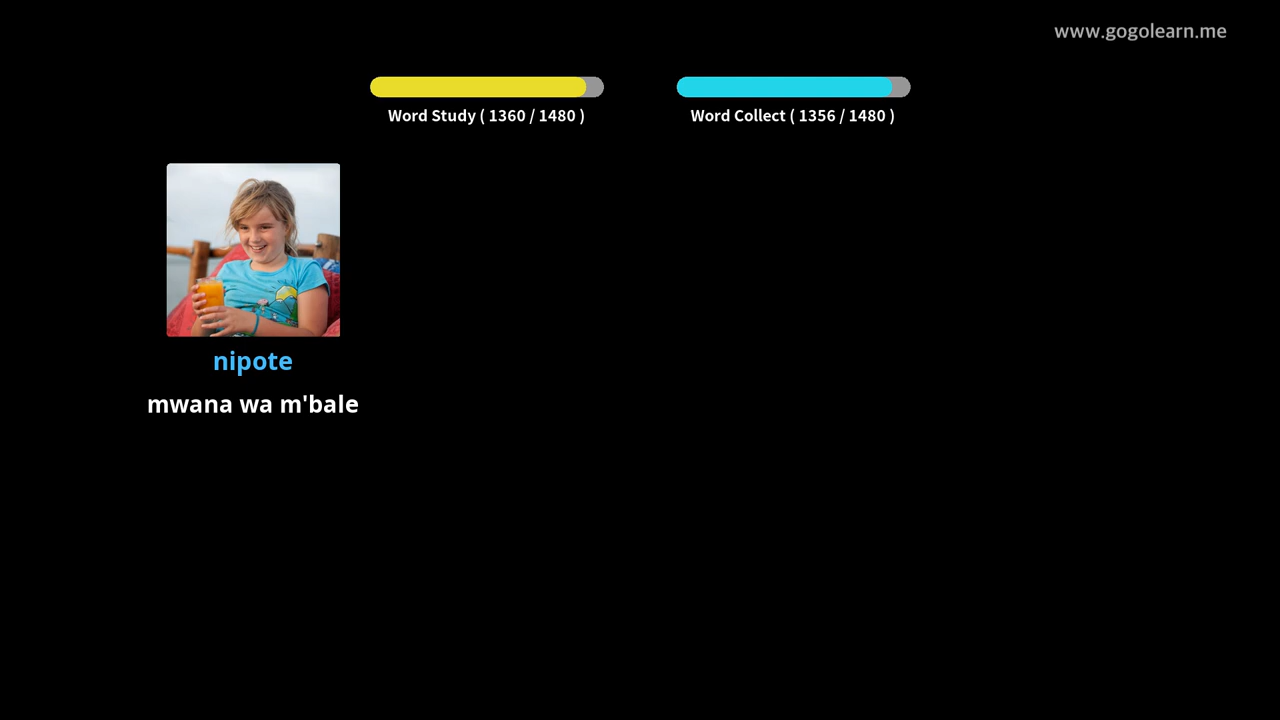 www.gogolearn.me
Word Study ( 1360 / 1480 )
Word Collect ( 1356 / 1480 )
nipote
mwana wa m'bale